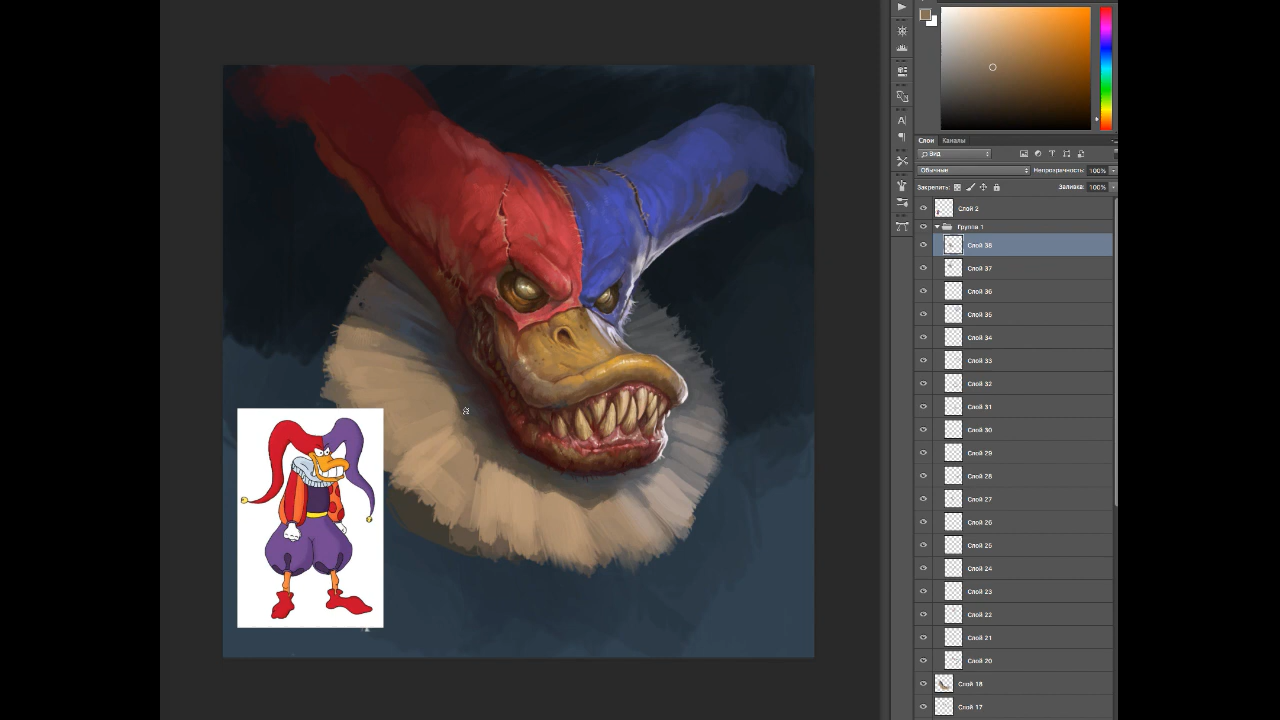 Слои Каналы
Вид
Обычные Непрозрачность: 100%
Закрепить: Заливка: 100%
Слой 2
Группа 1
Слой 38
Слой 37
Слой 36
Слой 35
Слой 34
Слой 33
Слой 32
Слой 31
Слой 30
Слой 29
Слой 28
Слой 27
Слой 26
Слой 25
Слой 24
Слой 23
Слой 22
Слой 21
Слой 20
Слой 18
Слой 17